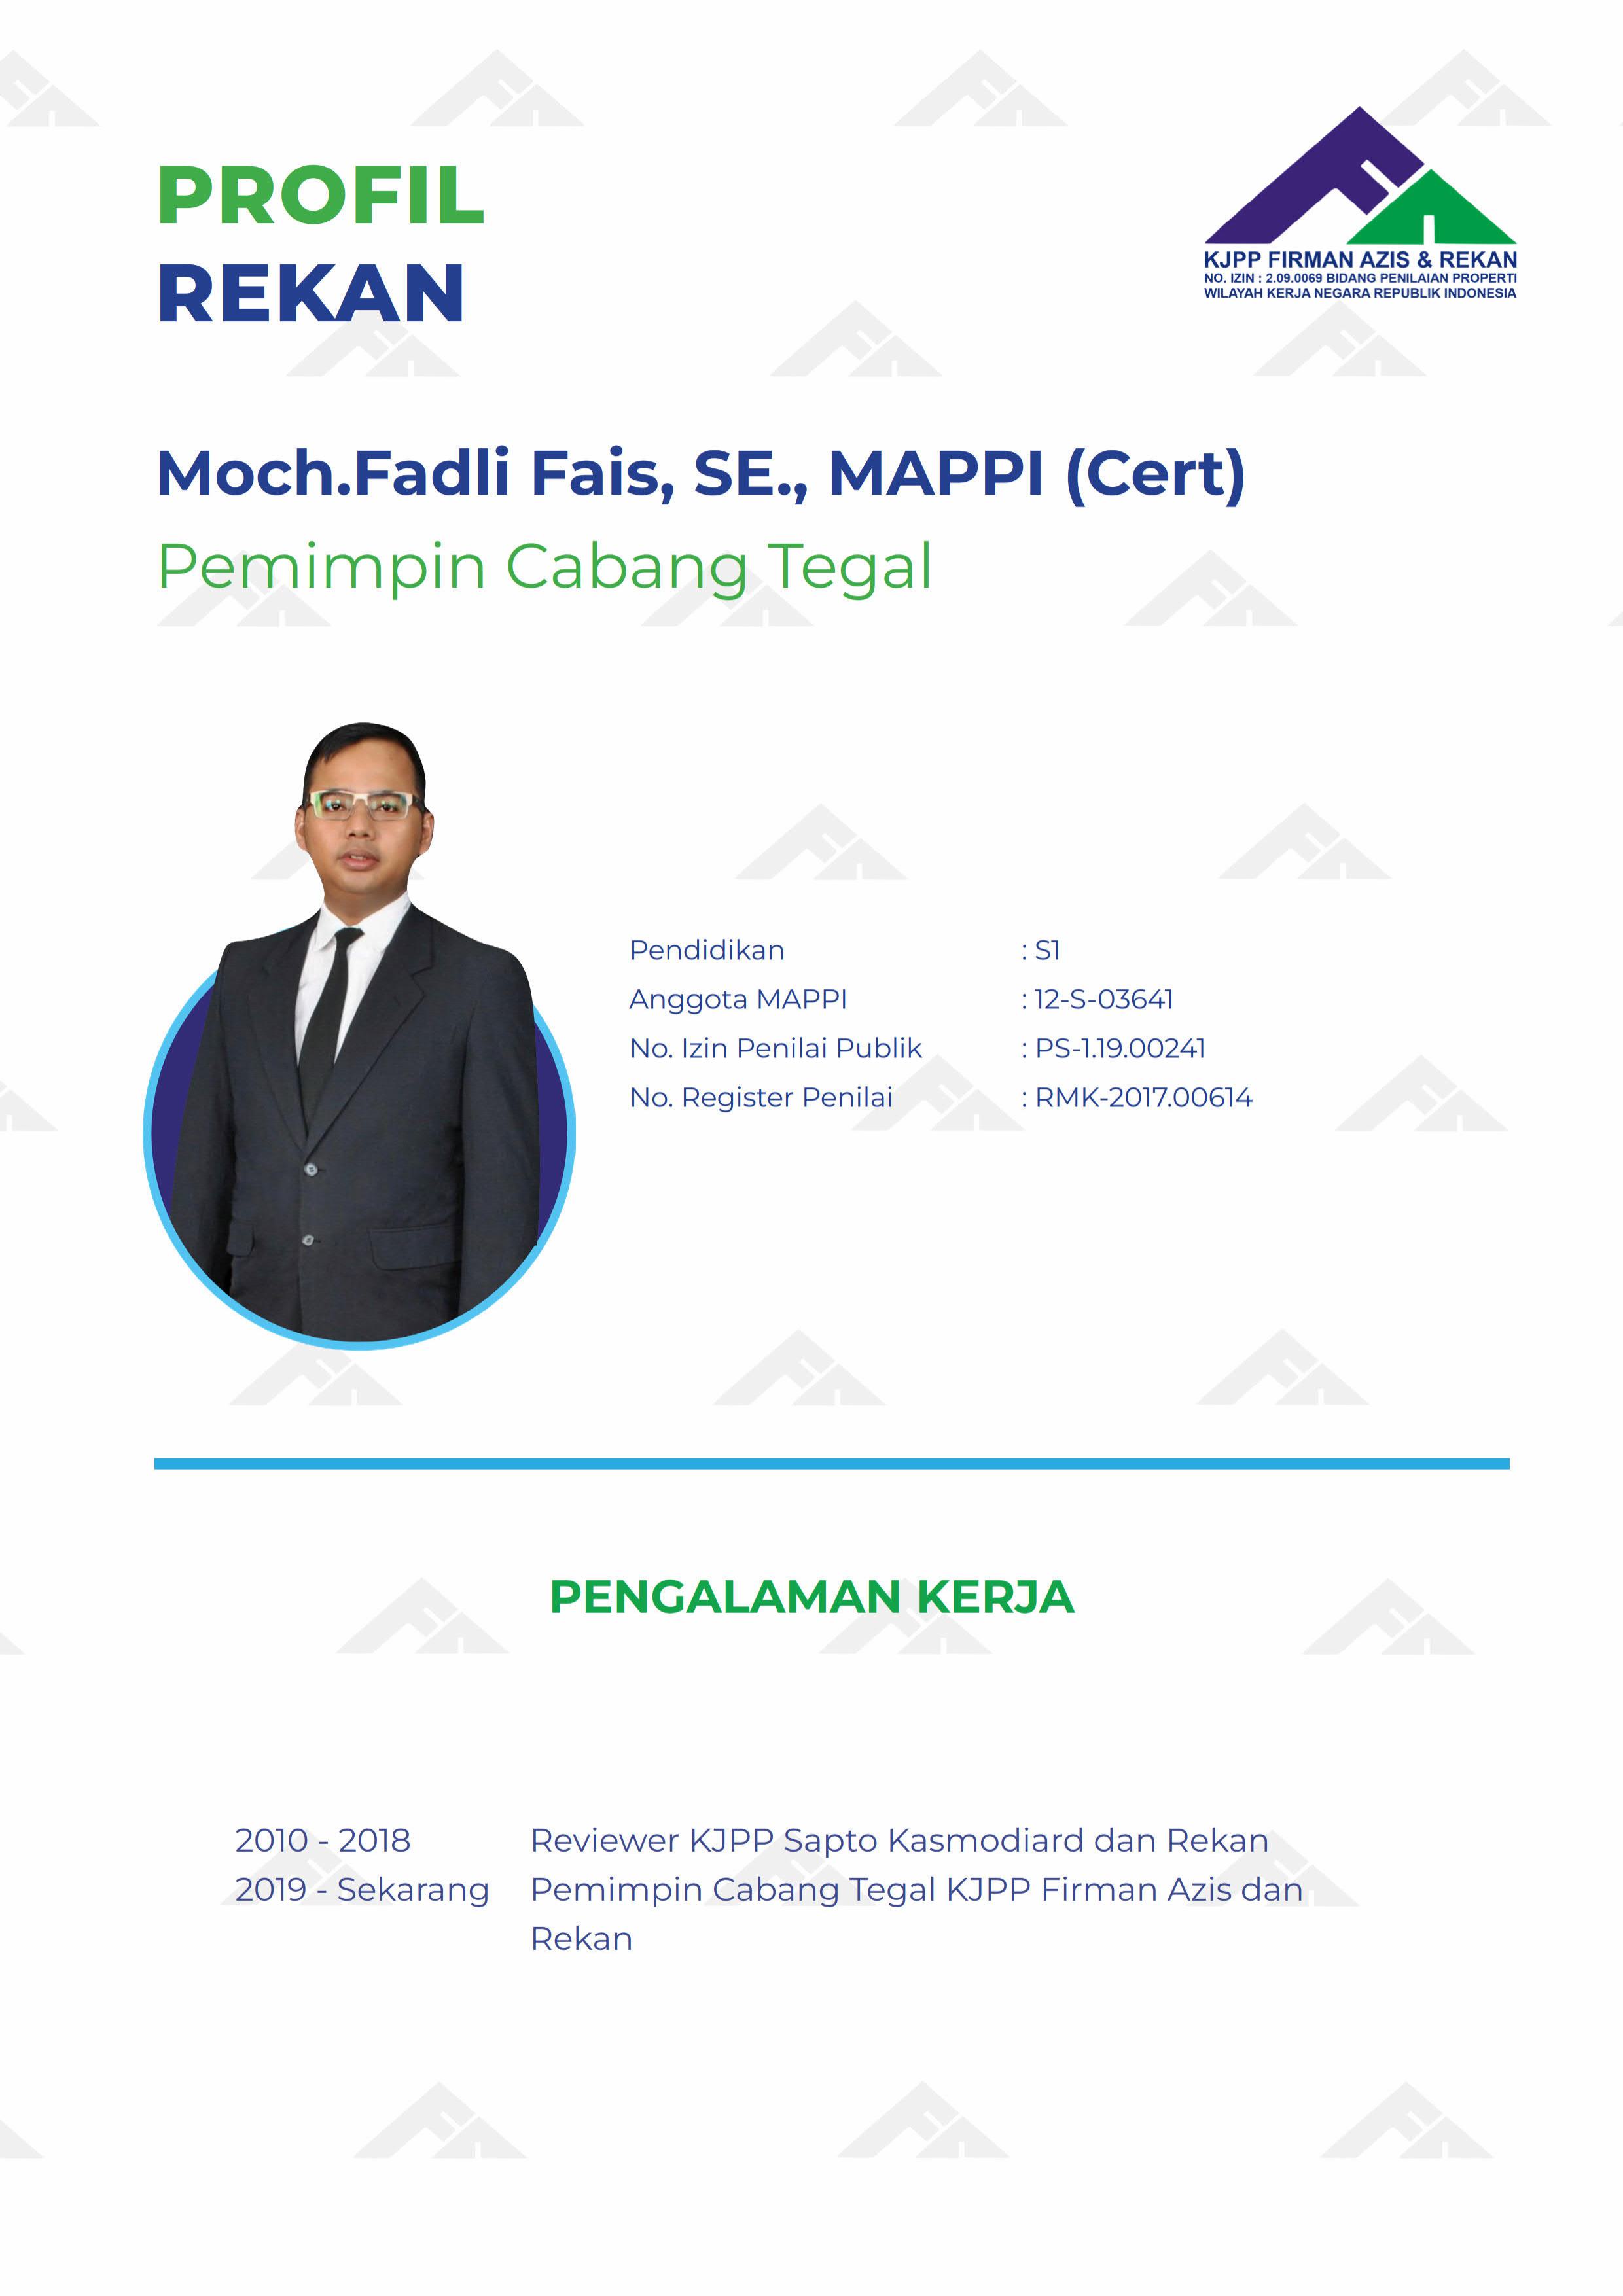 PROFIL
REKAN
KJPP FIRMAN AZIS & REKAN
NO. IZIN : 2.09.0069 BIDANG PENILAIAN PROPERTI
WILAYAH KERJA NEGARA REPUBLIK INDONESIA
Moch.Fadli Fais, SE., MAPPI (Cert)
Pemimpin Cabang Tegal
Pendidikan : S1
Anggota MAPPI : 12-S-03641
No. Izin Penilai Publik : PS-1.19.00241
No. Register Penilai : RMK-2017.00614
PENGALAMAN KERJA
2010 - 2018 Reviewer KJPP Sapto Kasmodiard dan Rekan
2019 - Sekarang Pemimpin Cabang Tegal KJPP Firman Azis dan
Rekan